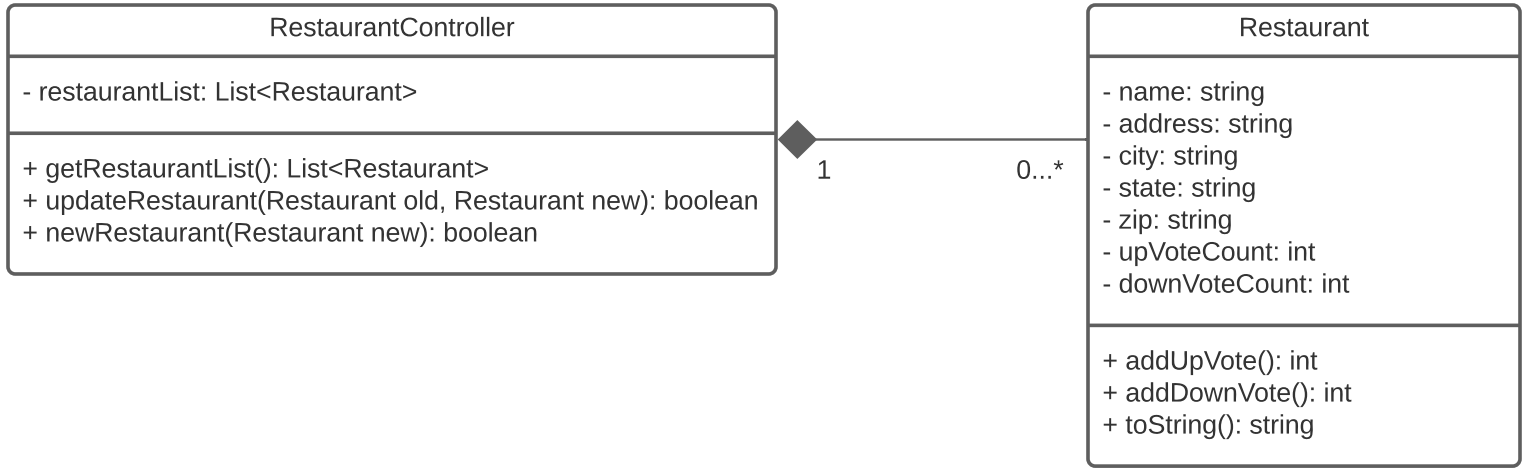 RestaurantController
- restaurantList: List<Restaurant>
+ getRestaurantList(): List<Restaurant>
+ updateRestaurant(Restaurant old, Restaurant new): boolean
+ newRestaurant(Restaurant new): boolean
1
0...*
Restaurant
- name: string
- address: string
- city: string
- state: string
- zip: string
- upVoteCount: int
- downVoteCount: int
+ addUpVote(): int
+ addDownVote(): int
+ toString(): string